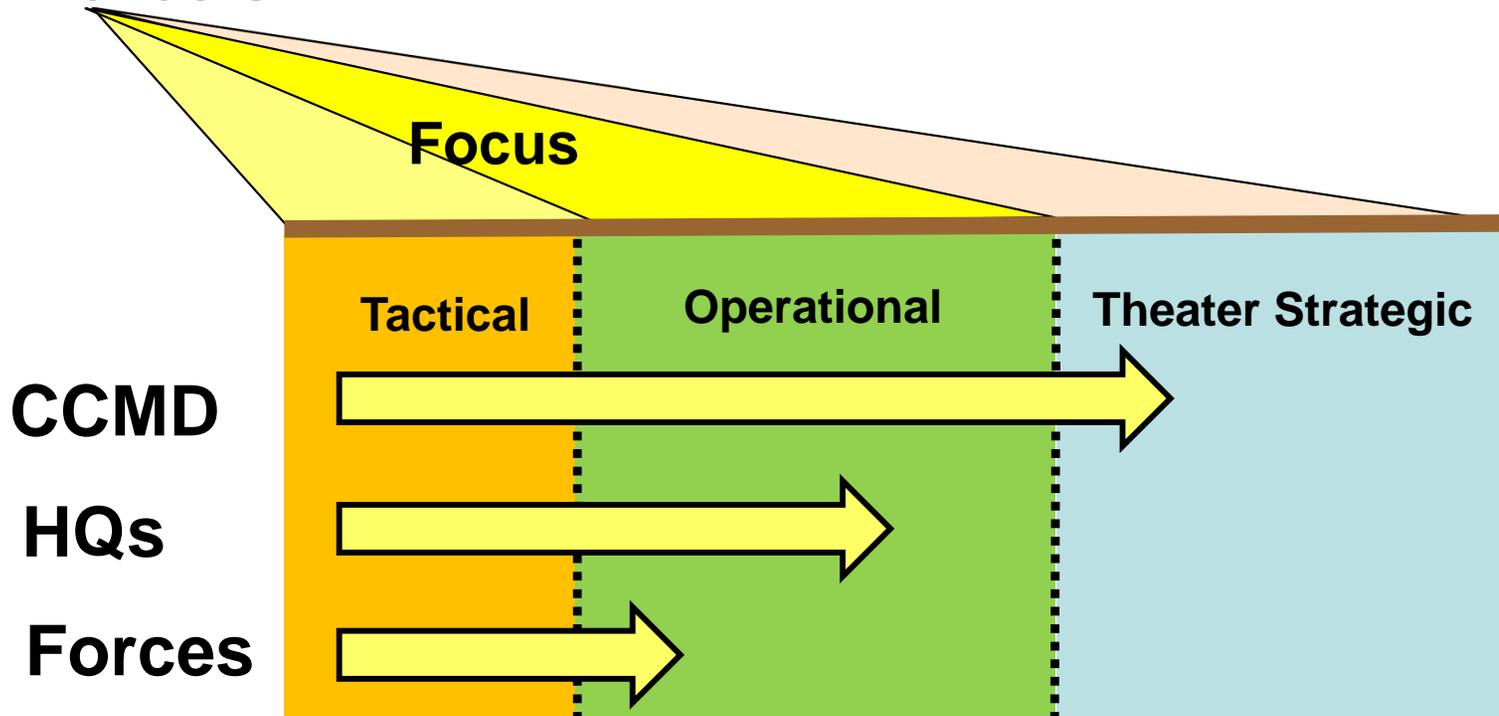 Focus
Tactical
Operational
Theater Strategic
CCMD
HQs
Forces